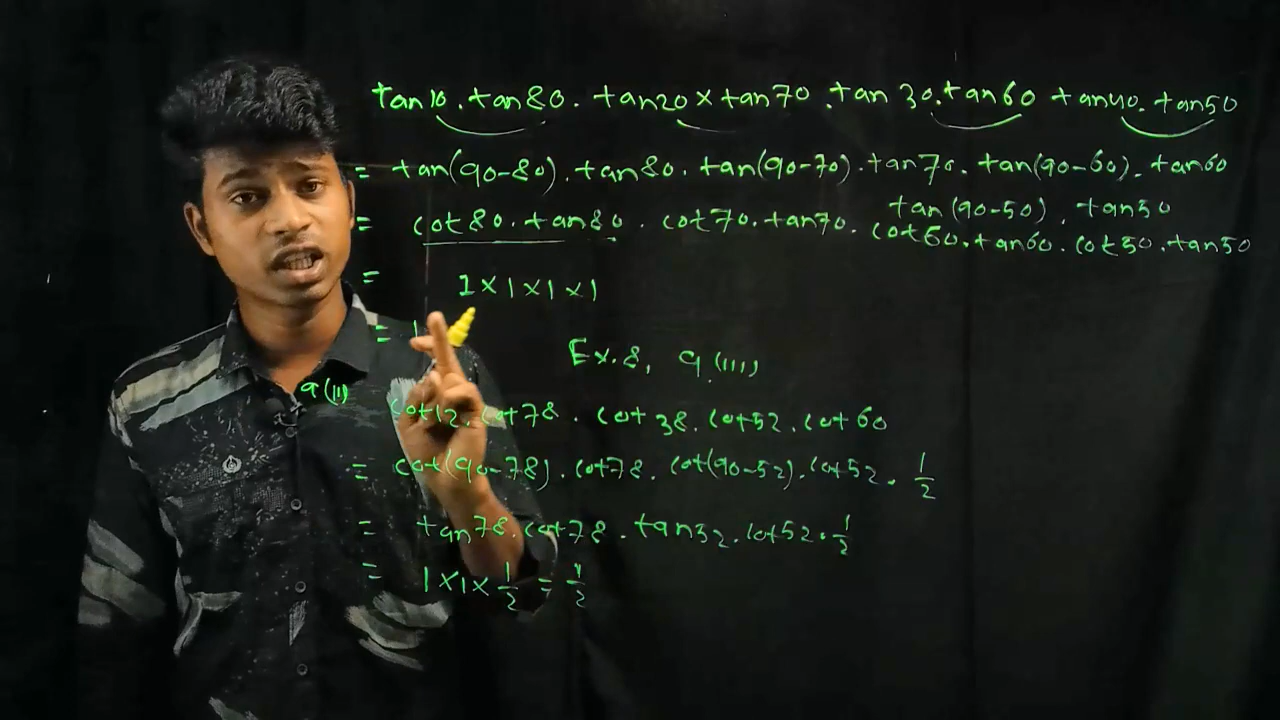 tan10 . tan80 . tan20 × tan70 . tan30 . tan60 tan40 . tan50
= tan(90-80) . tan80 . tan(90-70) . tan70 . tan(90-60) . tan60
tan(90-50) . tan50
= cot80 . tan80 . cot70 . tan70 . cot60 . tan60 . cot50 . tan50
= 1 × 1 × 1 × 1
= 1
Ex.8, 9(iii)
9(ii)
cot12 . cot78 . cot38 . cot52 . cot60
= cot(90-78) . cot78 . cot(90-52) . cot52 . 1/2
= tan78 . cot78 . tan52 . cot52 . 1/2
= 1 × 1 × 1/2 = 1/2